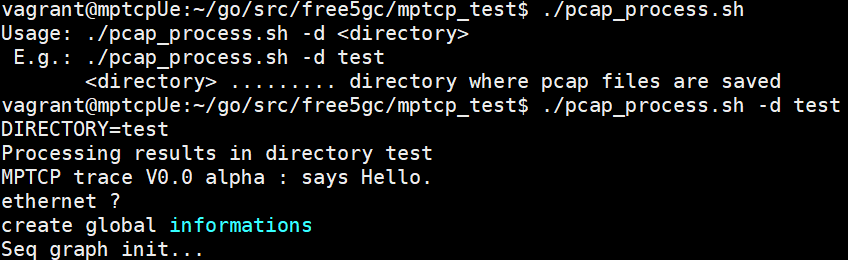 vagrant@mptcpUe:~/go/src/free5gc/mptcp_test$ ./pcap_process.sh
Usage: ./pcap_process.sh -d <directory>
 E.g.: ./pcap_process.sh -d test
       <directory> ......... directory where pcap files are saved
vagrant@mptcpUe:~/go/src/free5gc/mptcp_test$ ./pcap_process.sh -d test
DIRECTORY=test
Processing results in directory test
MPTCP trace V0.0 alpha : says Hello.
ethernet ?
create global informations
Seq graph init...